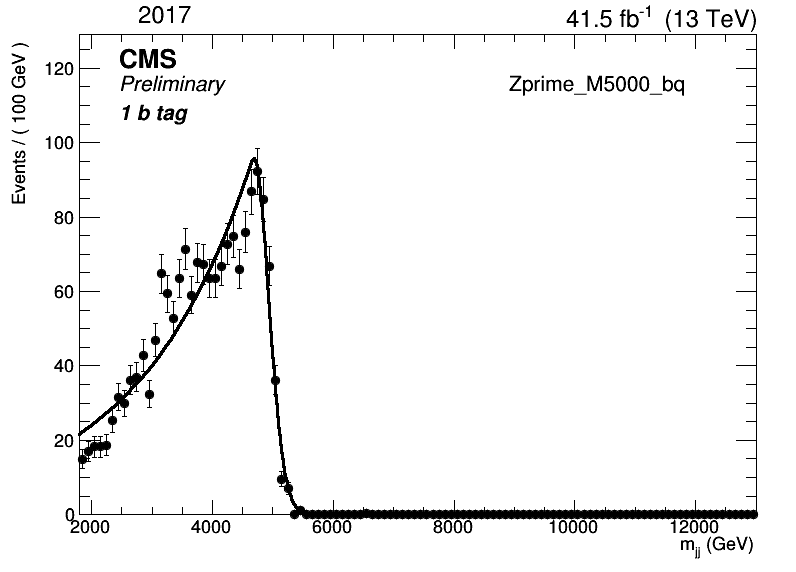 2017
41.5 fb⁻¹ (13 TeV)
CMS
Preliminary
1 b tag
Zprime_M5000_bq
Events / ( 100 GeV )
120
100
80
60
40
20
0
2000 4000 6000 8000 10000 12000
m_jj (GeV)